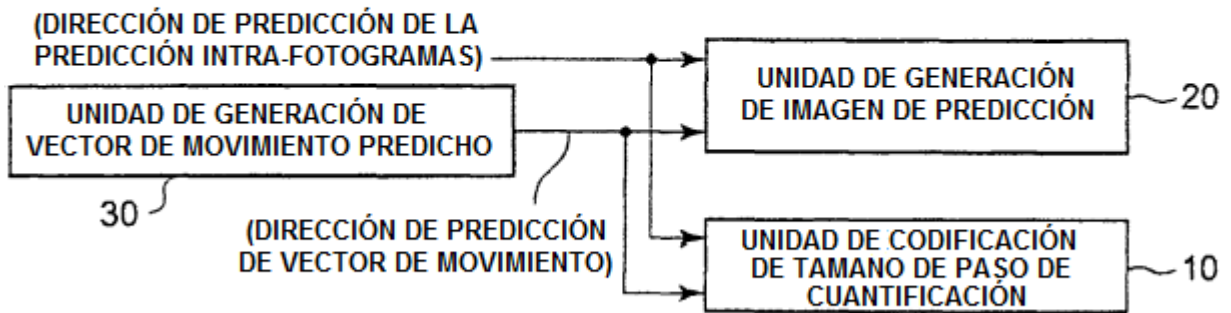 (DIRECCIÓN DE PREDICCIÓN DE LA
PREDICCIÓN INTRA-FOTOGRAMAS)
UNIDAD DE GENERACIÓN
DE IMAGEN DE PREDICCIÓN
20
UNIDAD DE GENERACIÓN DE
VECTOR DE MOVIMIENTO PREDICHO
30
(DIRECCIÓN DE PREDICCIÓN
DE VECTOR DE MOVIMIENTO)
UNIDAD DE CODIFICACIÓN
DE TAMANO DE PASO DE
CUANTIFICACIÓN
10